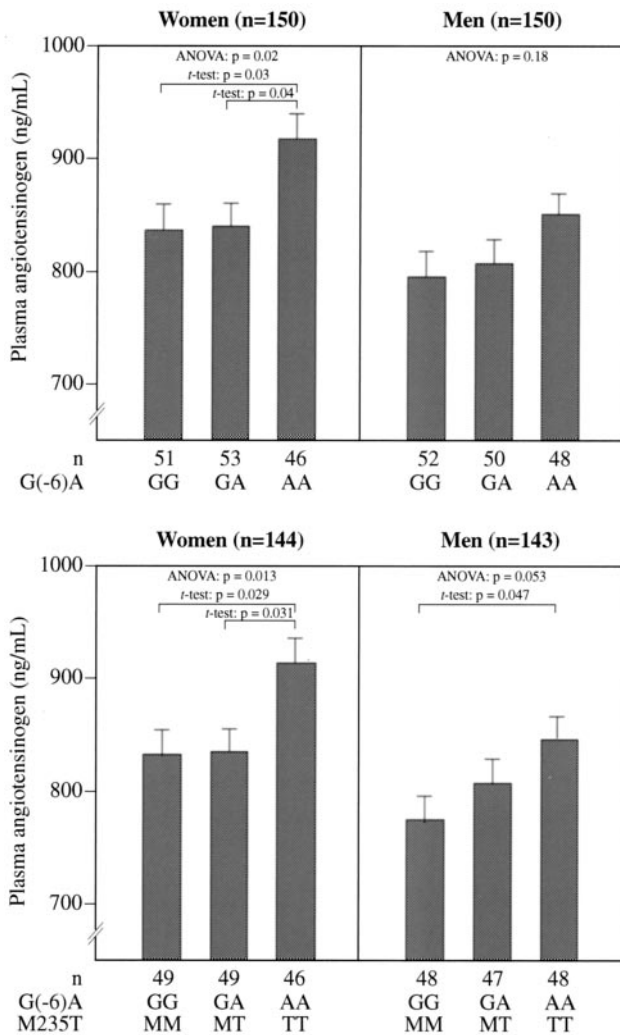 Women (n=150)
Men (n=150)
1000
900
800
700
Plasma angiotensinogen (ng/mL)
ANOVA: p = 0.02
t-test: p = 0.03
t-test: p = 0.04
ANOVA: p = 0.18
n 51 53 46 52 50 48
G(-6)A GG GA AA GG GA AA
Women (n=144)
Men (n=143)
1000
900
800
700
Plasma angiotensinogen (ng/mL)
ANOVA: p = 0.013
t-test: p = 0.029
t-test: p = 0.031
ANOVA: p = 0.053
t-test: p = 0.047
n 49 49 46 48 47 48
G(-6)A GG GA AA GG GA AA
M235T MM MT TT MM MT TT